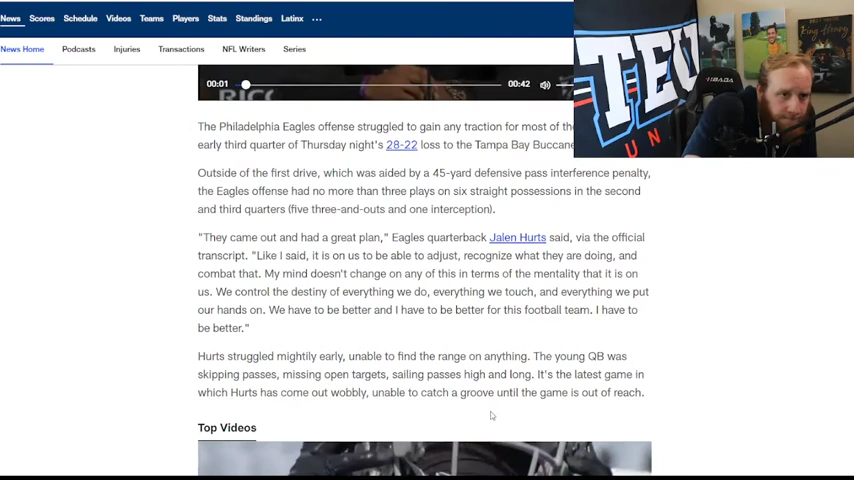 News Scores Schedule Videos Teams Players Stats Standings Latinx
News Home Podcasts Injuries Transactions NFL Writers Series
00:01 00:42
The Philadelphia Eagles offense struggled to gain any traction for most of the
early third quarter of Thursday night's 28-22 loss to the Tampa Bay
Outside of the first drive, which was aided by a 45-yard defensive pass interference penalty,
the Eagles offense had no more than three plays on six straight possessions in the second
and third quarters (five three-and-outs and one interception).
"They came out and had a great plan," Eagles quarterback Jalen Hurts said, via the official
transcript. "Like I said, it is on us to be able to adjust, recognize what they are doing, and
combat that. My mind doesn't change on any of this in terms of the mentality that it is on
us. We control the destiny of everything we do, everything we touch, and everything we put
our hands on. We have to be better and I have to be better for this football team. I have to
be better."
Hurts struggled mightily early, unable to find the range on anything. The young QB was
skipping passes, missing open targets, sailing passes high and long. It's the latest game in
which Hurts has come out wobbly, unable to catch a groove until the game is out of reach.
Top Videos
King Henry